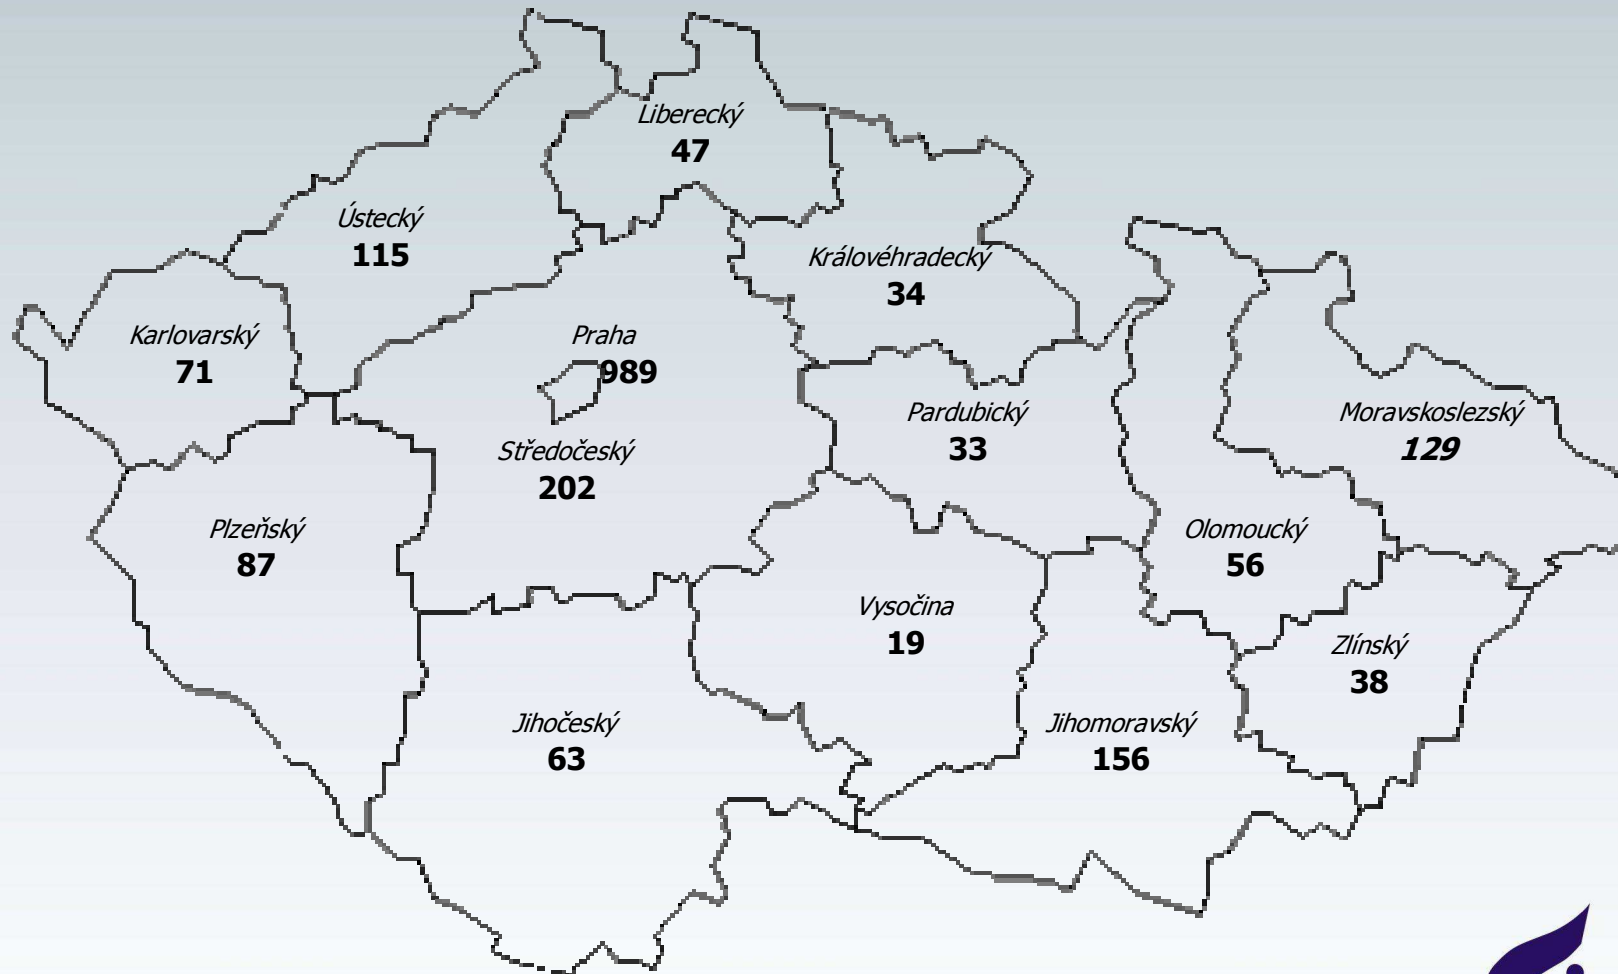 Liberecký
47
Ústecký
115
Královéhradecký
34
Karlovarský
71
Praha
989
Pardubický
33
Moravskoslezský
129
Středočeský
202
Plzeňský
87
Olomoucký
56
Vysočina
19
Zlínský
38
Jihočeský
63
Jihomoravský
156